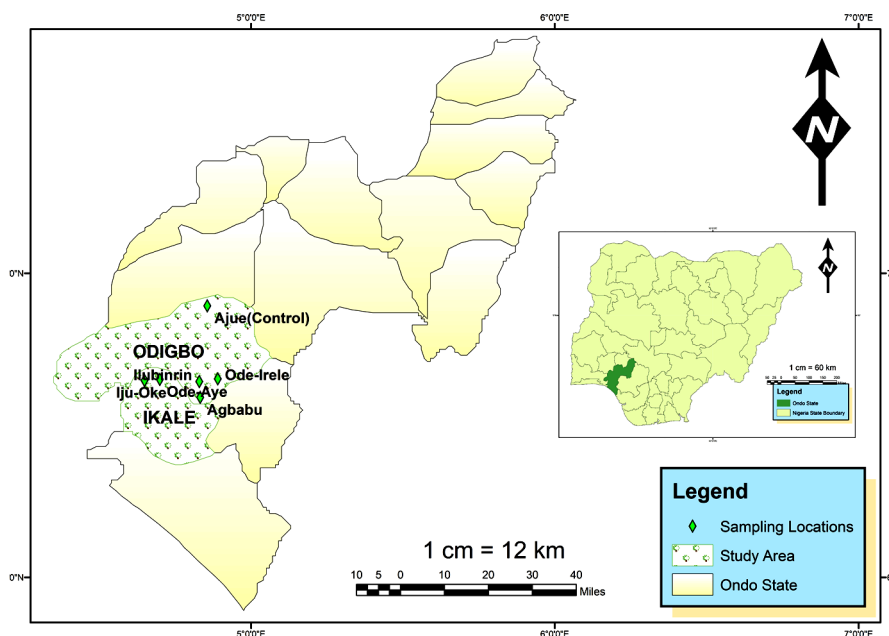 5°0'0"E 6°0'0"E 7°0'0"E
N
0°N
Ajue(Control)
ODIGBO
Ilubinrin
Ode-Irele
Iju-Oke
Ode-Aye
Agbabu
IKALE
N
1 cm = 60 km
Legend
Ondo State
Nigeria State Boundary
Legend
Sampling Locations
Study Area
Ondo State
1 cm = 12 km
10 5 0 10 20 30 40
Miles
0°N
6
5°0'0"E 6°0'0"E 7°0'0"E